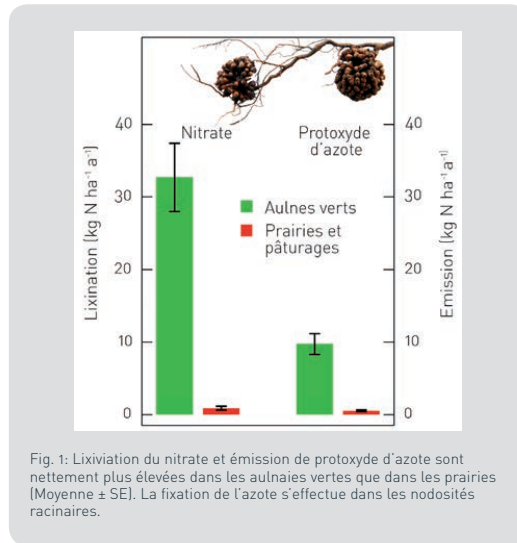 40
30
20
10
0
Lixination (kg N ha⁻¹ a⁻¹)
Nitrate
Protoxyde
d'azote
Aulnes verts
Prairies et
pâturages
40
30
20
10
0
Emission (kg N ha⁻¹ a⁻¹)
Fig. 1: Lixiviation du nitrate et émission de protoxyde d'azote sont
nettement plus élevées dans les aulnaies vertes que dans les prairies
(Moyenne ± SE). La fixation de l'azote s'effectue dans les nodosités
racinaires.